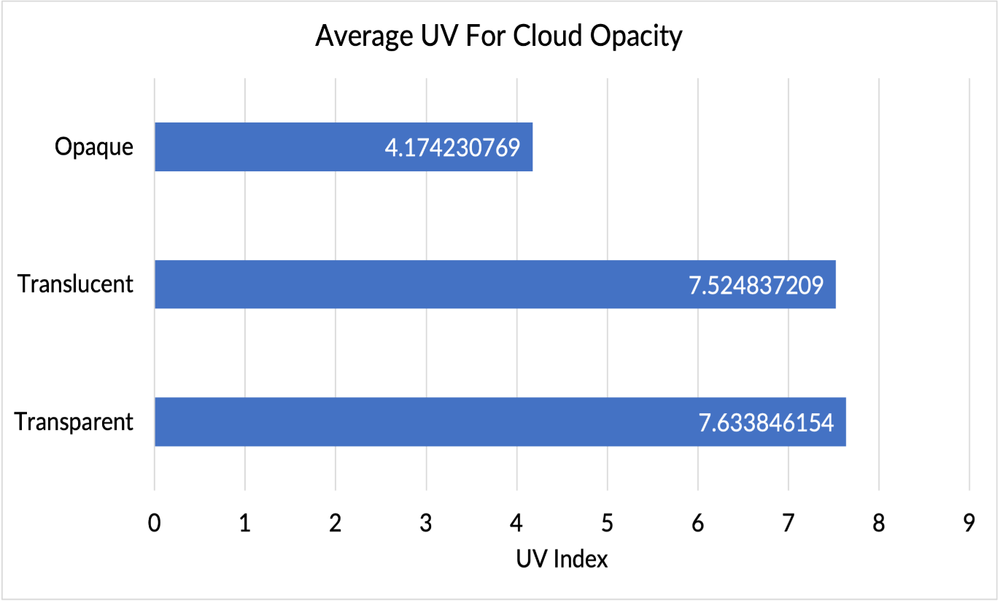 Average UV For Cloud Opacity
Opaque
4.174230769
Translucent
7.524837209
Transparent
7.633846154
0 1 2 3 4 5 6 7 8 9
UV Index